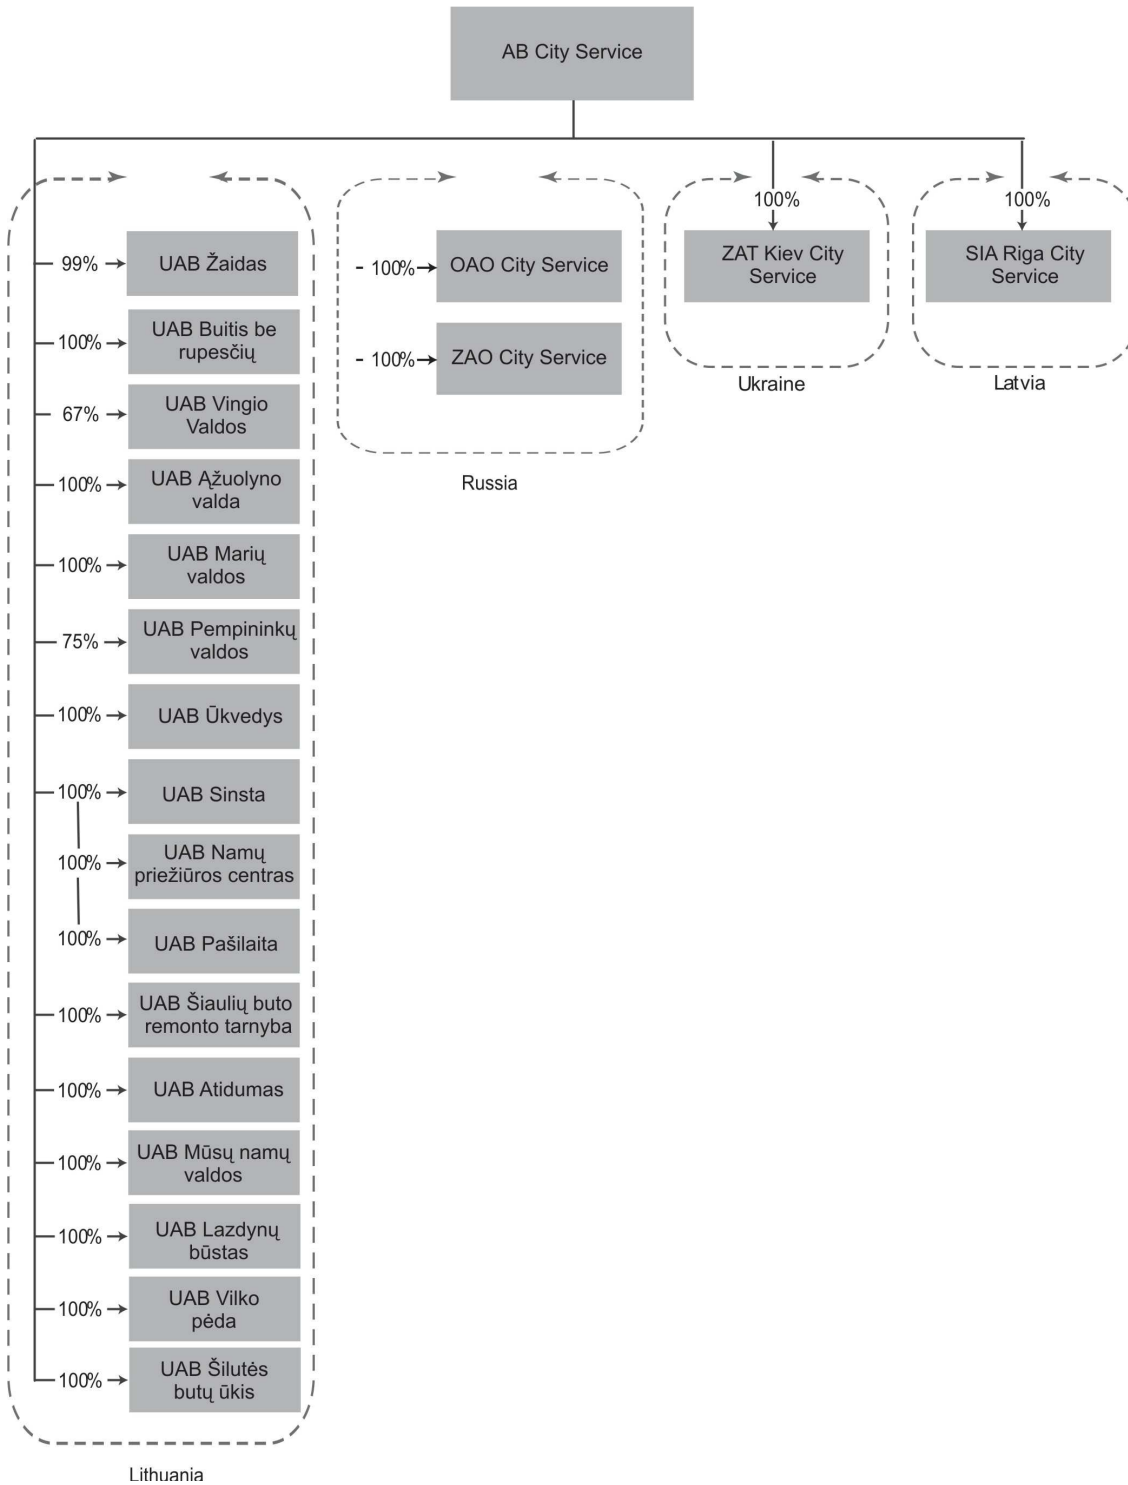 AB City Service
99%
UAB Žaidas
100%
UAB Buitis be
rupesčių
67%
UAB Vingio
Valdos
100%
UAB Ąžuolyno
valda
100%
UAB Marių
valdos
75%
UAB Pempininkų
valdos
100%
UAB Ūkvedys
100%
UAB Sinsta
100%
UAB Namų
priežiūros centras
100%
UAB Pašilaita
100%
UAB Šiaulių buto
remonto tarnyba
100%
UAB Atidumas
100%
UAB Mūsų namų
valdos
100%
UAB Lazdynų
būstas
100%
UAB Vilko
pėda
100%
UAB Šilutės
butų ūkis
Lithuania
- 100%
OAO City Service
- 100%
ZAO City Service
Russia
100%
ZAT Kiev City
Service
Ukraine
100%
SIA Riga City
Service
Latvia